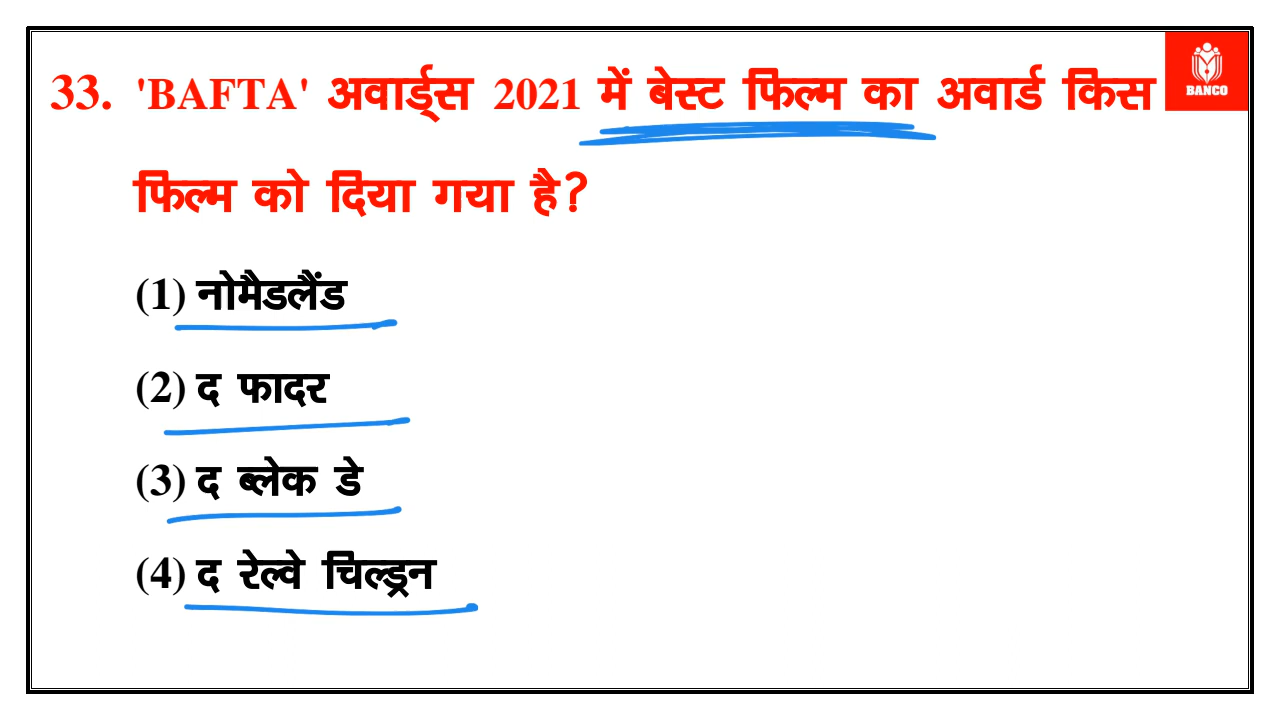 33. 'BAFTA' अवार्ड्स 2021 में बेस्ट फिल्म का अवार्ड किस
BANCO
फिल्म को दिया गया है?
(1) नोमैडलैंड
(2) द फादर
(3) द ब्लेक डे
(4) द रेल्वे चिल्ड्रन